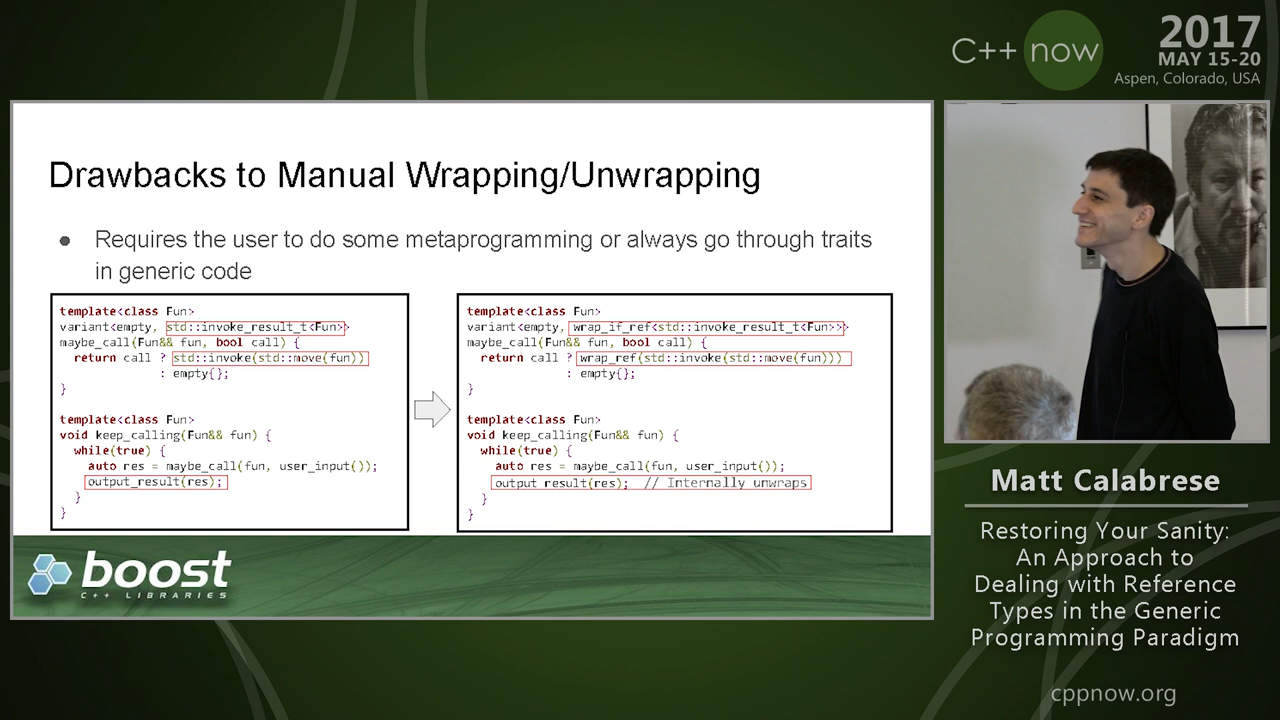 C++ now
2017
MAY 15-20
Aspen, Colorado, USA
Drawbacks to Manual Wrapping/Unwrapping
● Requires the user to do some metaprogramming or always go through traits
in generic code
template<class Fun>
variant<empty, std::invoke_result_t<Fun>>
maybe_call(Fun&& fun, bool call) {
return call ? std::invoke(std::move(fun))
: empty{};
}
template<class Fun>
void keep_calling(Fun&& fun) {
while(true) {
auto res = maybe_call(fun, user_input());
output_result(res);
}
}
template<class Fun>
variant<empty, wrap_if_ref<std::invoke_result_t<Fun>>>
maybe_call(Fun&& fun, bool call) {
return call ? wrap_ref(std::invoke(std::move(fun)))
: empty{};
}
template<class Fun>
void keep_calling(Fun&& fun) {
while(true) {
auto res = maybe_call(fun, user_input());
output_result(res); // Internally unwraps
}
}
boost
C++ LIBRARIES
Matt Calabrese
Restoring Your Sanity:
An Approach to
Dealing with Reference
Types in the Generic
Programming Paradigm
cppnow.org